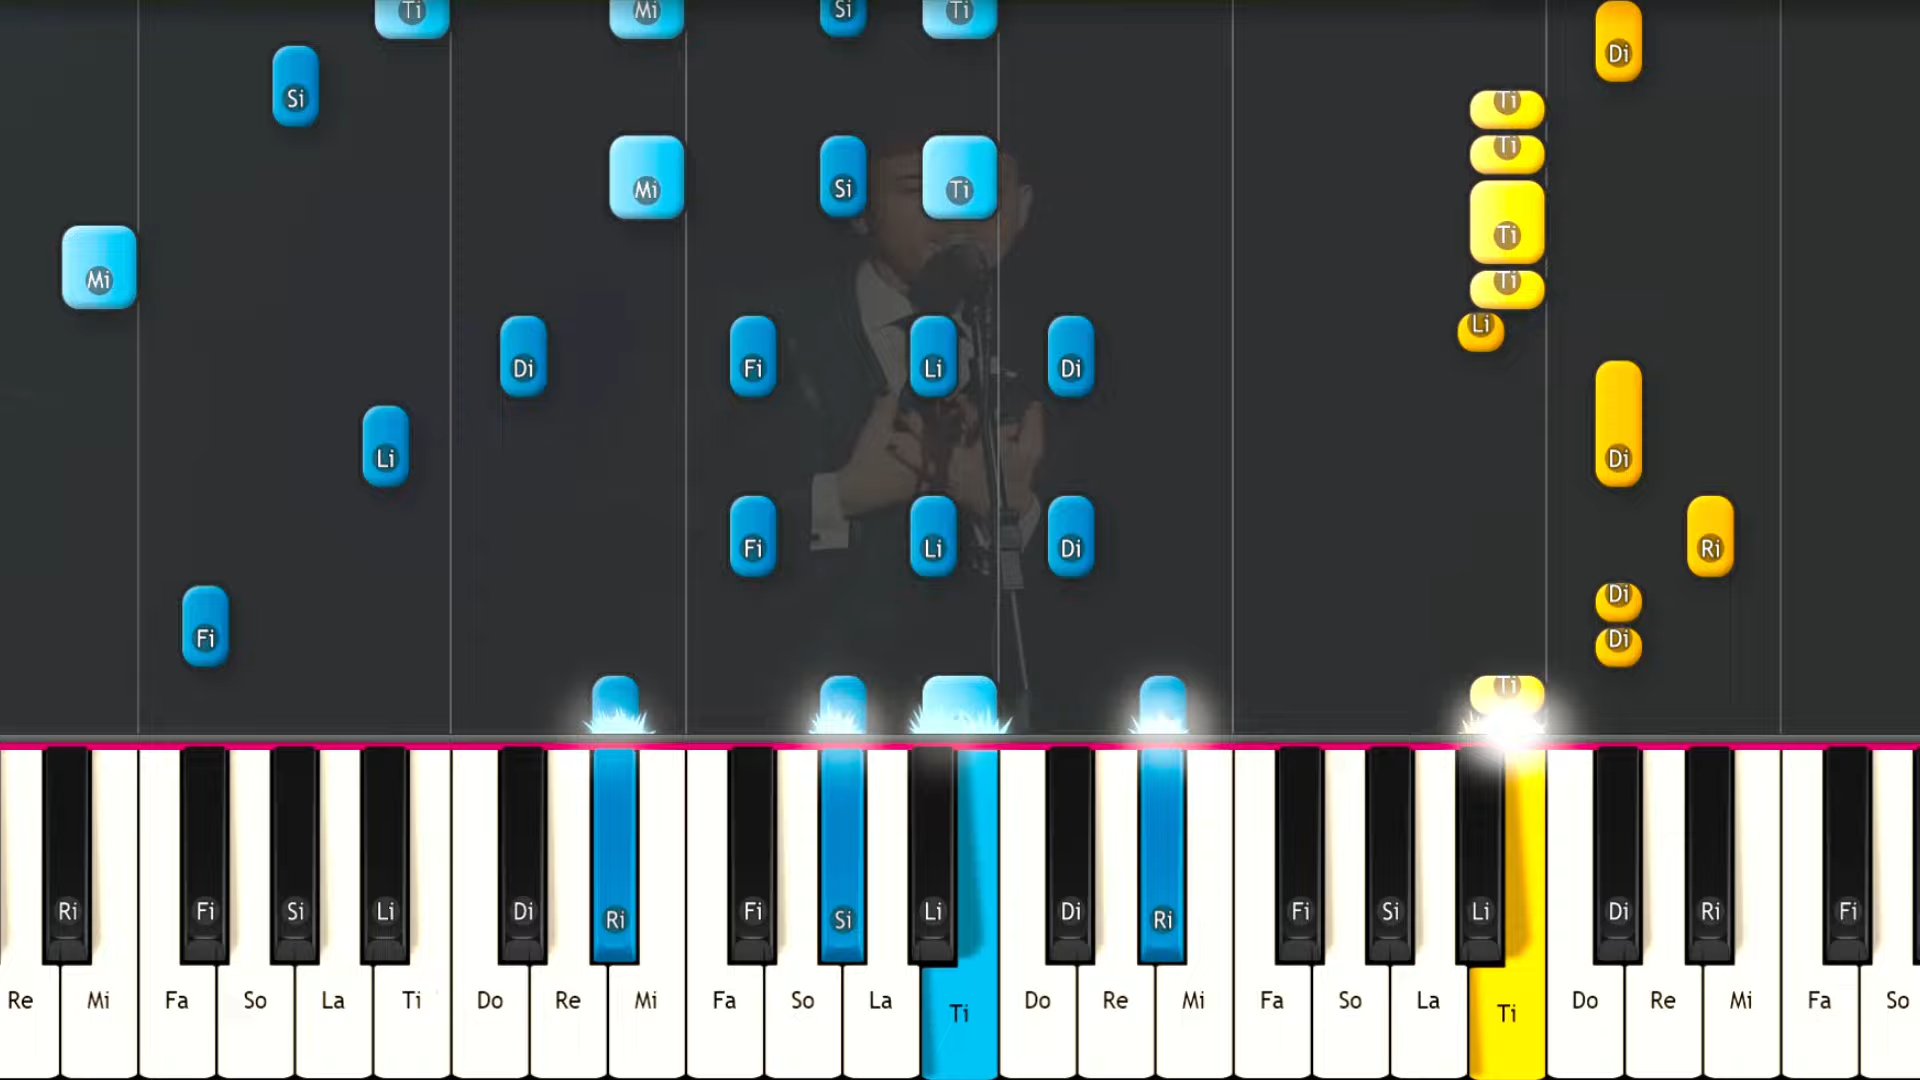 Ti Mi Si Ti
Di
Si
Ti
Ti
Mi Si Ti
Ti
Mi
Ti
Li
Di Fi Li Di
Li Di
Fi Li Di Ri
Di
Fi Di
Ti
Ri Fi Si Li Di Ri Fi Si Li Di Ri Fi Si Li Di Ri Fi
Re Mi Fa So La Ti Do Re Mi Fa So La Ti Do Re Mi Fa So La Ti Do Re Mi Fa So